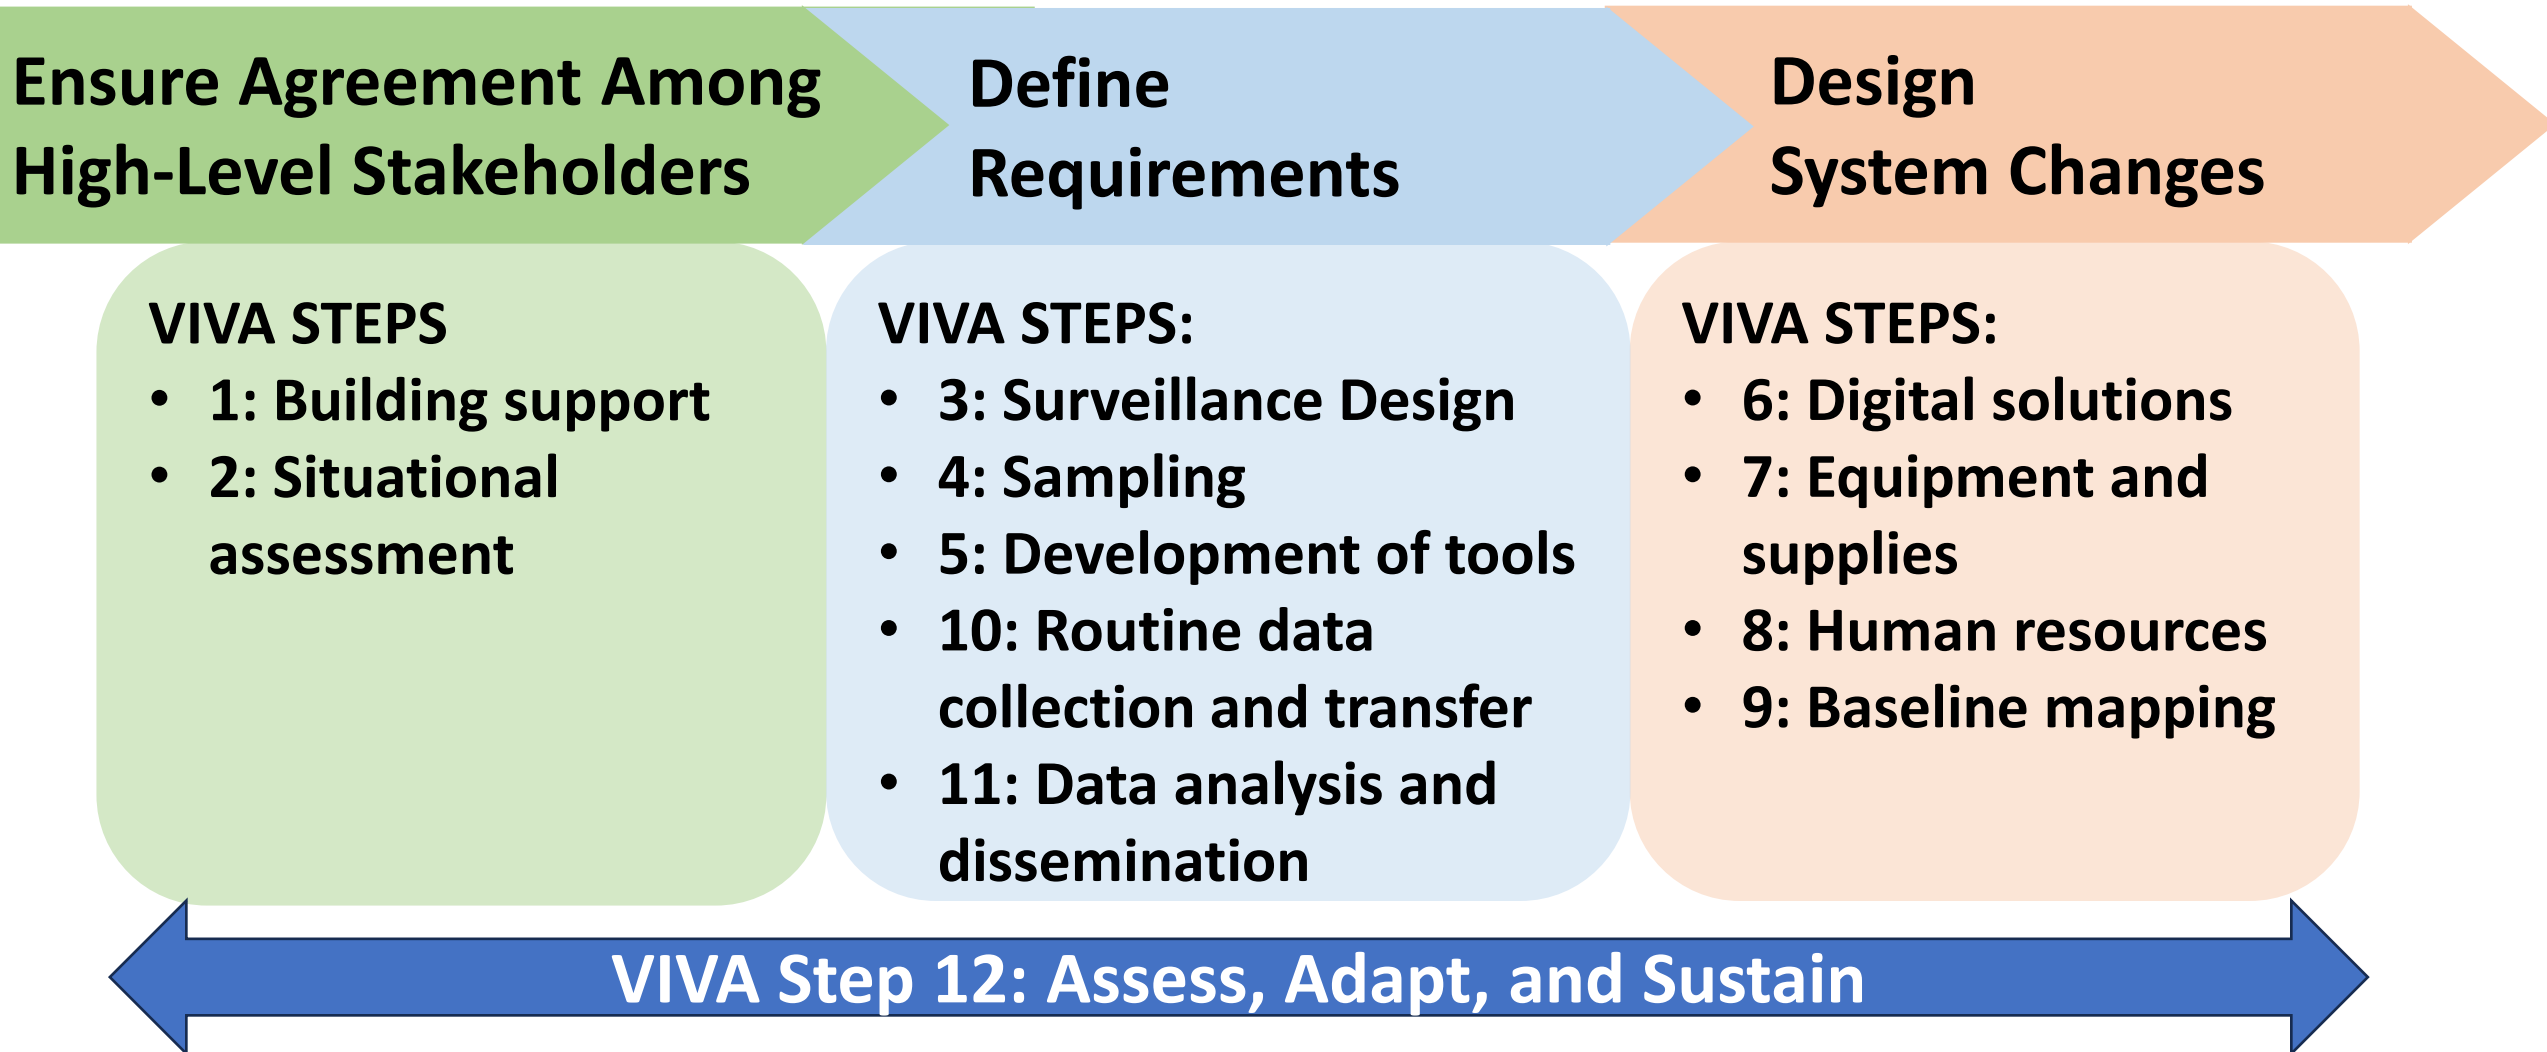 Ensure Agreement Among
High-Level Stakeholders
Define
Requirements
Design
System Changes
VIVA STEPS
• 1: Building support
• 2: Situational
assessment
VIVA STEPS:
• 3: Surveillance Design
• 4: Sampling
• 5: Development of tools
• 10: Routine data
collection and transfer
• 11: Data analysis and
dissemination
VIVA STEPS:
• 6: Digital solutions
• 7: Equipment and
supplies
• 8: Human resources
• 9: Baseline mapping
VIVA Step 12: Assess, Adapt, and Sustain